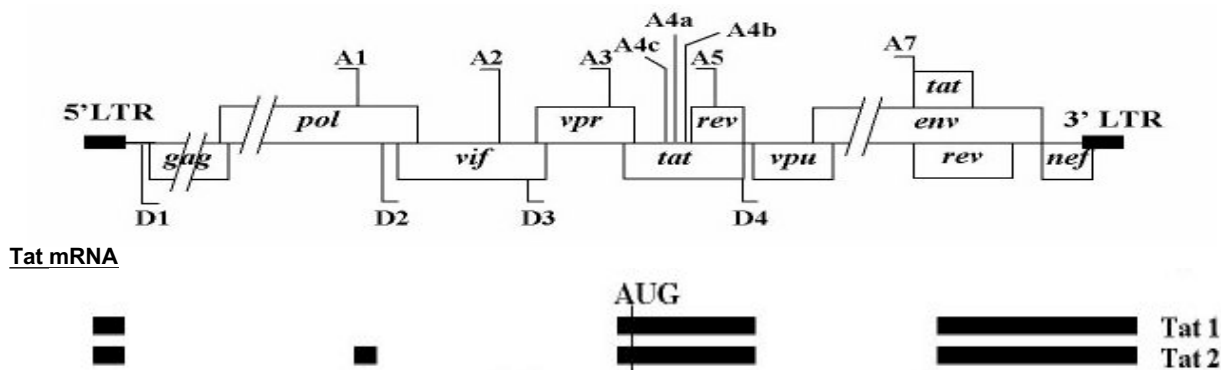 A4a
A4c A4b
A1 A2 A3 A5 A7
tat
5'LTR pol vpr rev env 3' LTR
gag vif tat vpu rev nef
D1 D2 D3 D4
Tat mRNA
AUG
Tat 1
Tat 2